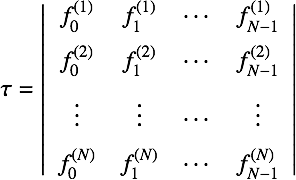 τ = | f_0^{(1)} f_1^{(1)} ⋯ f_{N−1}^{(1)} |
| f_0^{(2)} f_1^{(2)} ⋯ f_{N−1}^{(2)} |
| ⋮ ⋮ ⋯ ⋮ |
| f_0^{(N)} f_1^{(N)} ⋯ f_{N−1}^{(N)} |